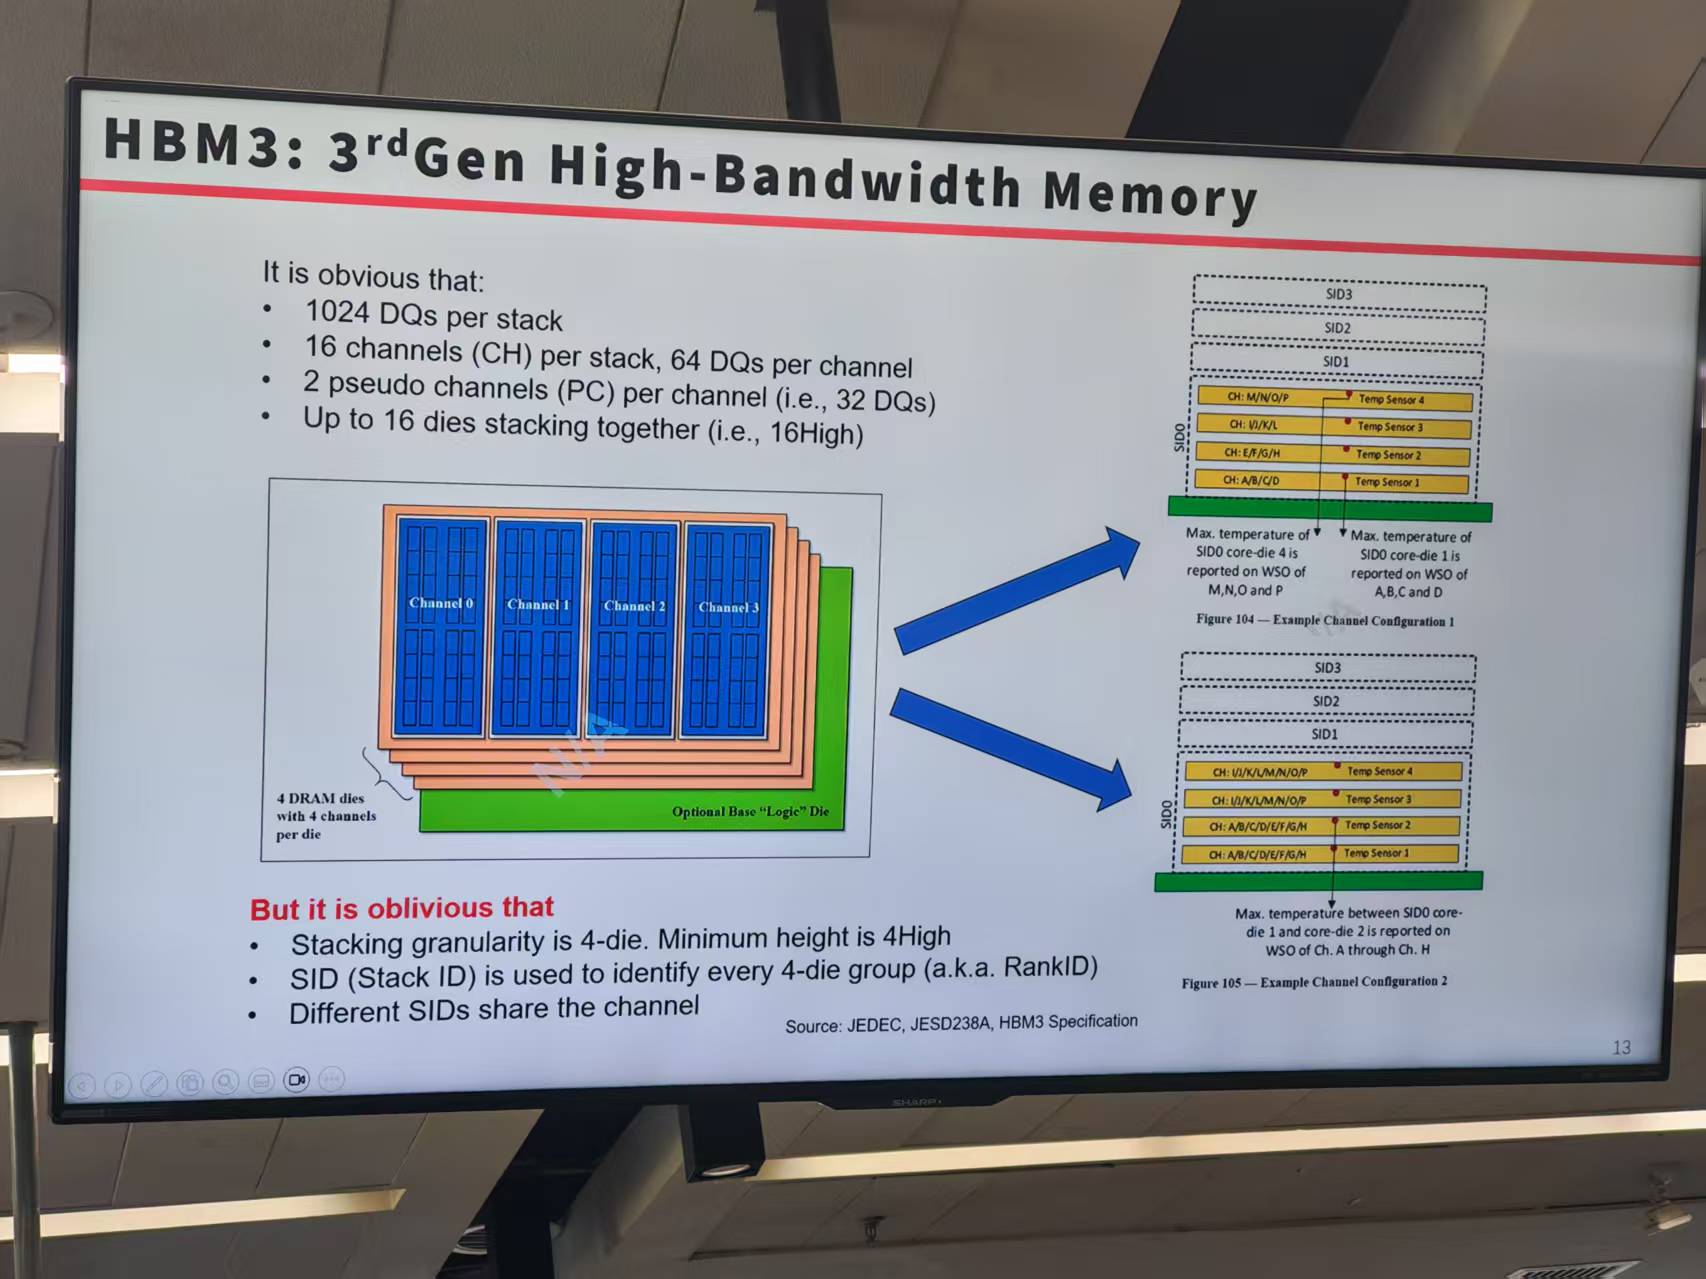 HBM3: 3rdGen High-Bandwidth Memory
It is obvious that:
• 1024 DQs per stack
• 16 channels (CH) per stack, 64 DQs per channel
• 2 pseudo channels (PC) per channel (i.e., 32 DQs)
• Up to 16 dies stacking together (i.e., 16High)
Channel 0
Channel 1
Channel 2
Channel 3
4 DRAM dies
with 4 channels
per die
Optional Base “Logic” Die
N/A
But it is oblivious that
• Stacking granularity is 4-die. Minimum height is 4High
• SID (Stack ID) is used to identify every 4-die group (a.k.a. RankID)
• Different SIDs share the channel
Source: JEDEC, JESD238A, HBM3 Specification
SID3
SID2
SID1
SID0
CH: M/N/O/P Temp Sensor 4
CH: I/J/K/L Temp Sensor 3
CH: E/F/G/H Temp Sensor 2
CH: A/B/C/D Temp Sensor 1
Max. temperature of
SID0 core-die 4 is
reported on WSO of
M,N,O and P
Max. temperature of
SID0 core-die 1 is
reported on WSO of
A,B,C and D
Figure 104 — Example Channel Configuration 1
SID3
SID2
SID1
SID0
CH: I/J/K/L/M/N/O/P Temp Sensor 4
CH: I/J/K/L/M/N/O/P Temp Sensor 3
CH: A/B/C/D/E/F/G/H Temp Sensor 2
CH: A/B/C/D/E/F/G/H Temp Sensor 1
Max. temperature between SID0 core-
die 1 and core-die 2 is reported on
WSO of Ch. A through Ch. H
Figure 105 — Example Channel Configuration 2
13
SHARP